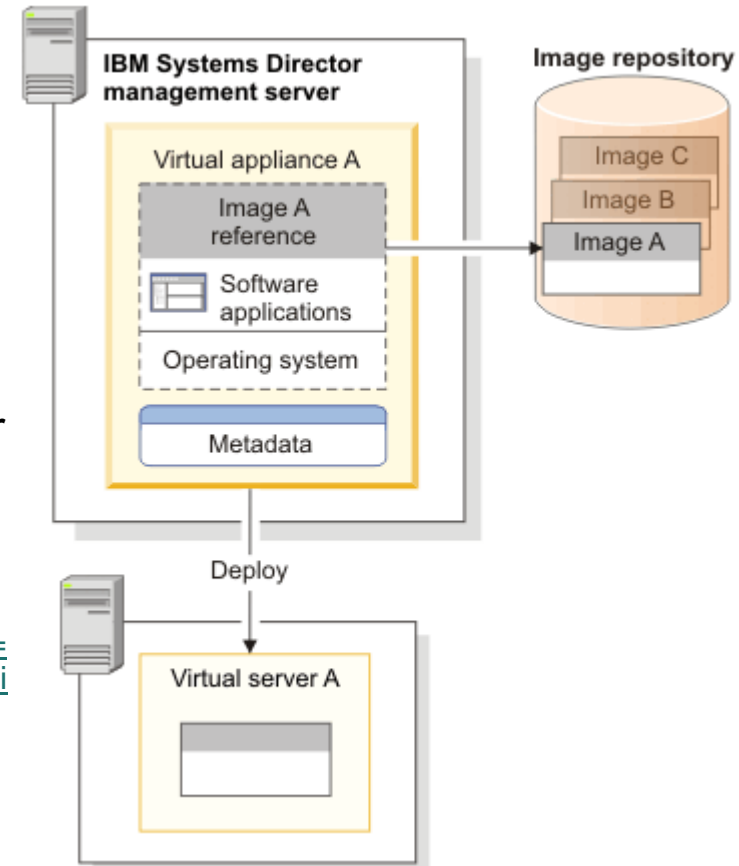 IBM Systems Director
management server
Virtual appliance A
Image A
reference
Software
applications
Operating system
Metadata
Image repository
Image C
Image B
Image A
Deploy
Virtual server A